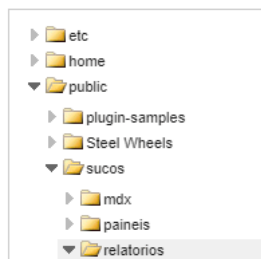 etc
home
public
plugin-samples
Steel Wheels
sucos
mdx
paineis
relatorios